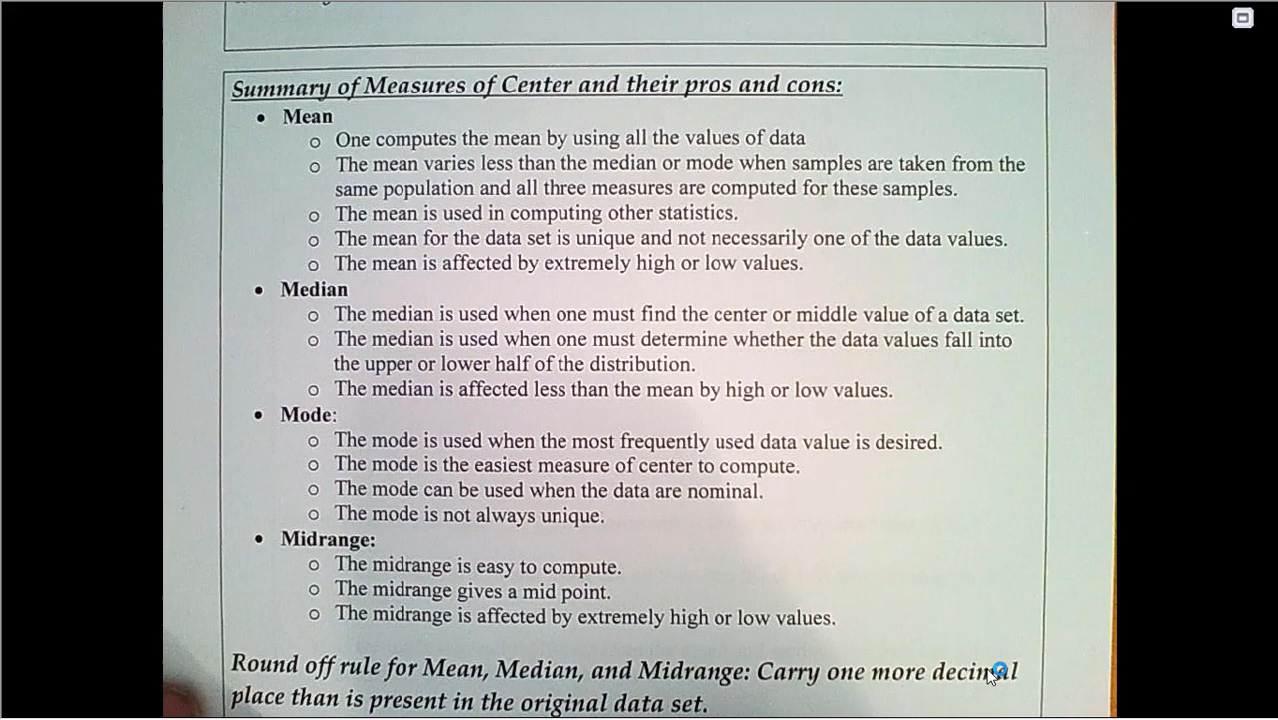 Summary of Measures of Center and their pros and cons:
• Mean
o One computes the mean by using all the values of data
o The mean varies less than the median or mode when samples are taken from the
same population and all three measures are computed for these samples.
o The mean is used in computing other statistics.
o The mean for the data set is unique and not necessarily one of the data values.
o The mean is affected by extremely high or low values.
• Median
o The median is used when one must find the center or middle value of a data set.
o The median is used when one must determine whether the data values fall into
the upper or lower half of the distribution.
o The median is affected less than the mean by high or low values.
• Mode:
o The mode is used when the most frequently used data value is desired.
o The mode is the easiest measure of center to compute.
o The mode can be used when the data are nominal.
o The mode is not always unique.
• Midrange:
o The midrange is easy to compute.
o The midrange gives a mid point.
o The midrange is affected by extremely high or low values.
Round off rule for Mean, Median, and Midrange: Carry one more decimal
place than is present in the original data set.